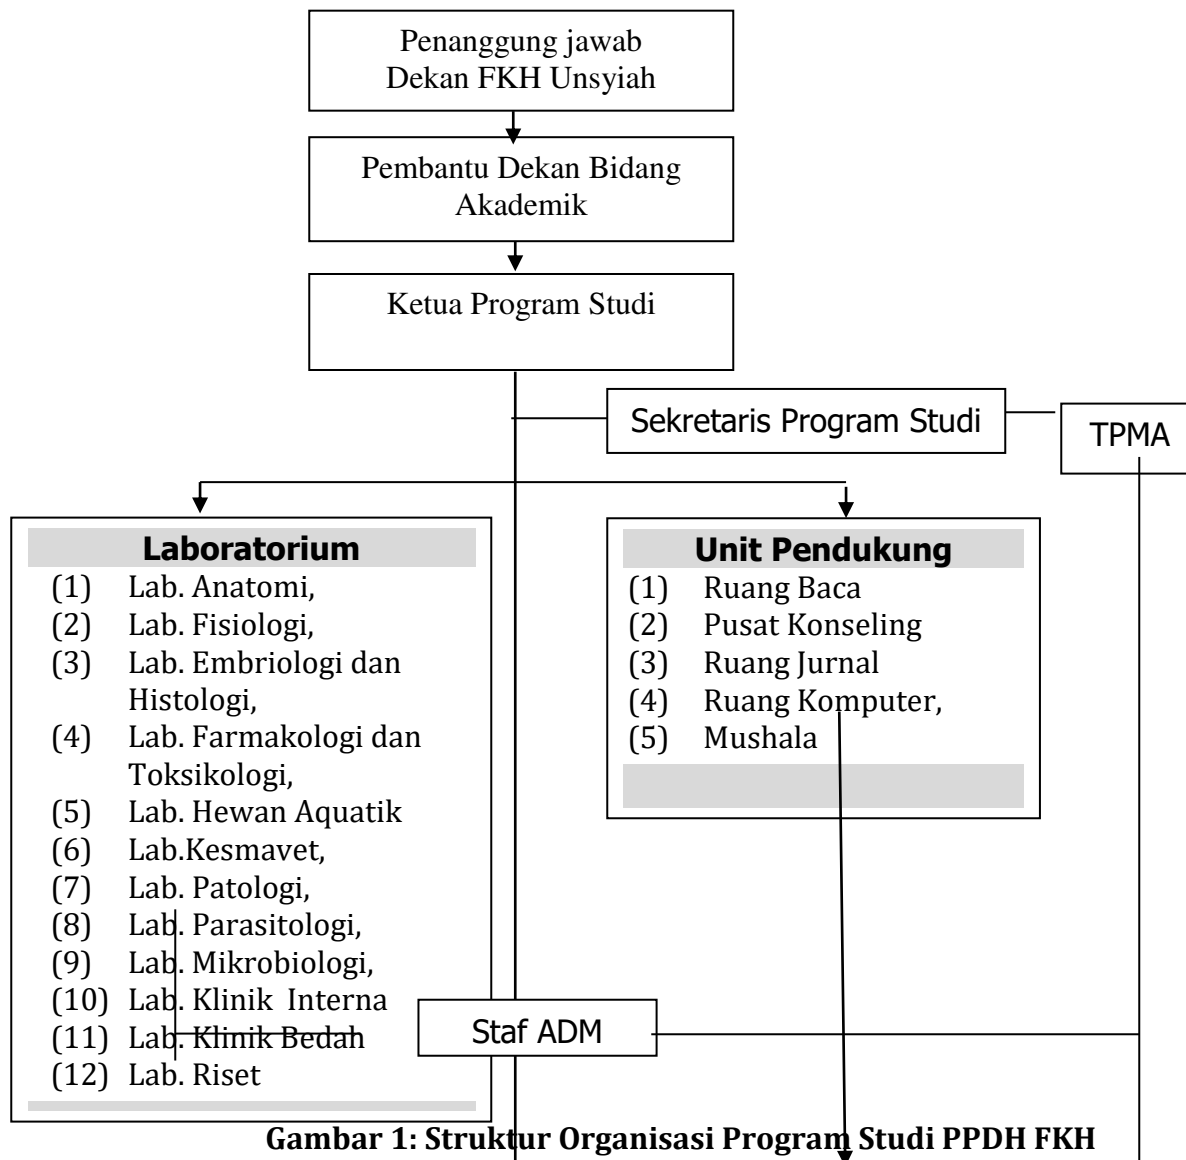 Penanggung jawab
Dekan FKH Unsyiah
Pembantu Dekan Bidang
Akademik
Ketua Program Studi
Sekretaris Program Studi
TPMA
Laboratorium
(1) Lab. Anatomi,
(2) Lab. Fisiologi,
(3) Lab. Embriologi dan
Histologi,
(4) Lab. Farmakologi dan
Toksikologi,
(5) Lab. Hewan Aquatik
(6) Lab.Kesmavet,
(7) Lab. Patologi,
(8) Lab. Parasitologi,
(9) Lab. Mikrobiologi,
(10) Lab. Klinik Interna
(11) Lab. Klinik Bedah
(12) Lab. Riset
Unit Pendukung
(1) Ruang Baca
(2) Pusat Konseling
(3) Ruang Jurnal
(4) Ruang Komputer,
(5) Mushala
Staf ADM
Gambar 1: Struktur Organisasi Program Studi PPDH FKH